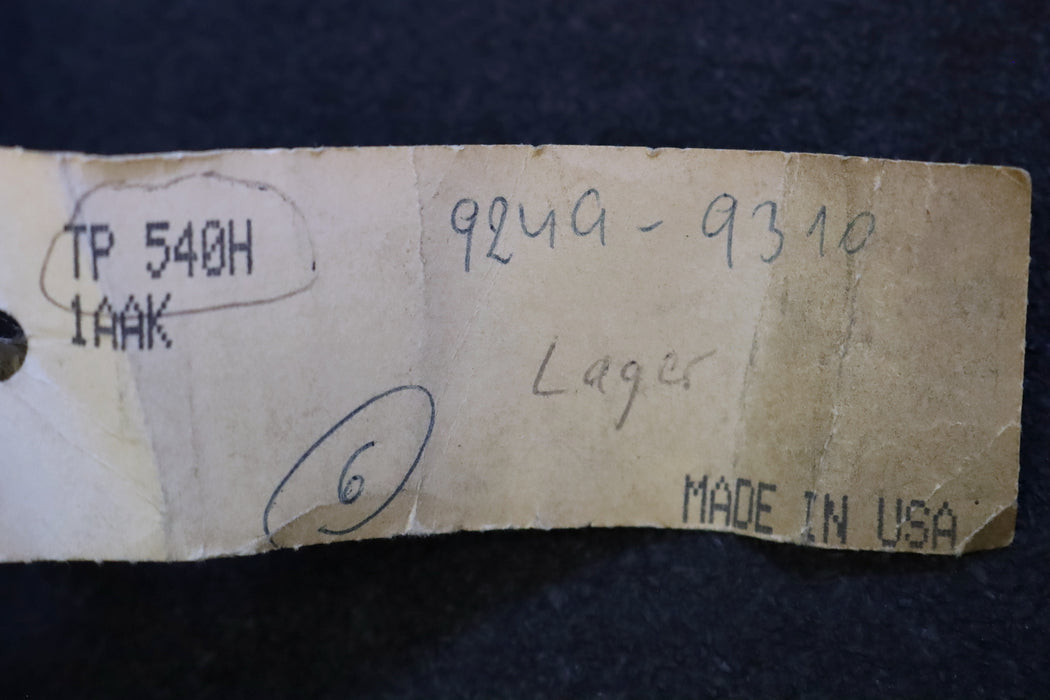 TP 540H
1AAK
9249-9310
Lager
6
MADE IN USA